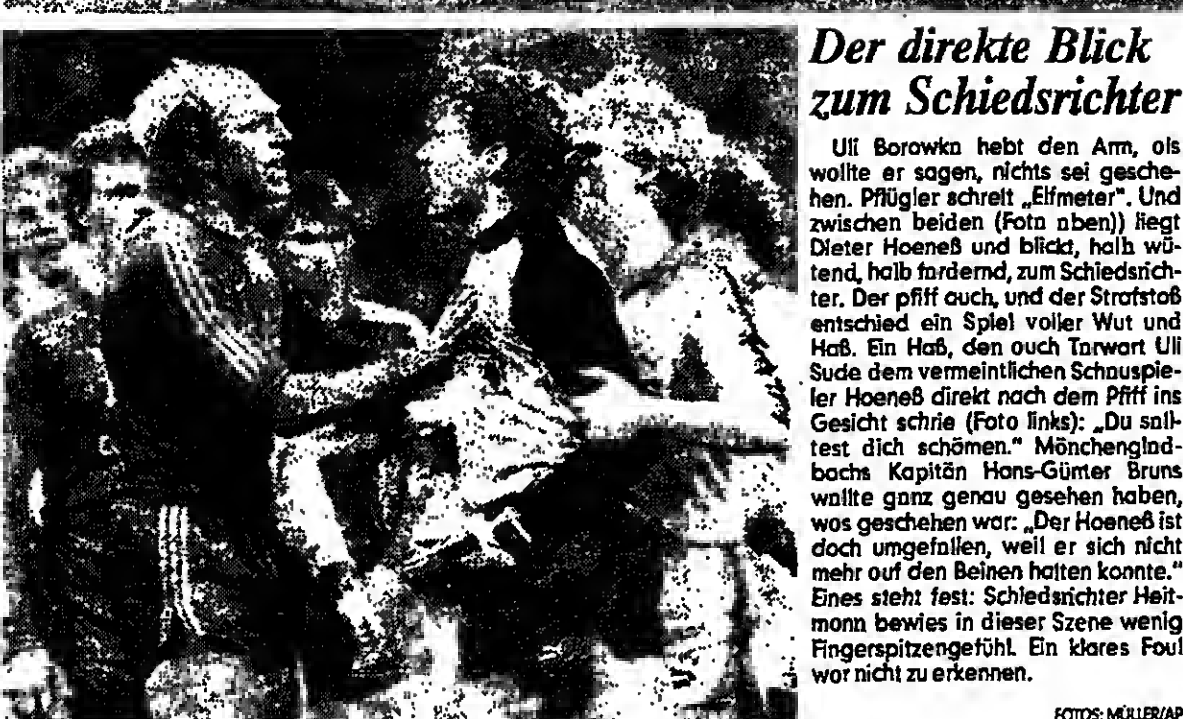 Der direkte Blick
zum Schiedsrichter
Uli Borowka hebt den Arm, als
wollte er sagen, nichts sei gesche-
hen. Pflügler schreit „Elfmeter". Und
zwischen beiden (Foto oben)) liegt
Dieter Hoeneß und blickt, halb wü-
tend, halb fordernd, zum Schiedsrich-
ter. Der pfiff auch, und der Strafstoß
entschied ein Spiel voller Wut und
Haß. Ein Haß, den auch Torwart Uli
Sude dem vermeintlichen Schauspie-
ler Hoeneß direkt nach dem Pfiff ins
Gesicht schrie (Foto links): „Du soll-
test dich schämen." Mönchenglad-
bachs Kapitän Hans-Günter Bruns
wollte ganz genau gesehen haben,
was geschehen war: „Der Hoeneß ist
doch umgefallen, weil er sich nicht
mehr auf den Beinen halten konnte."
Eines steht fest: Schiedsrichter Heit-
mann bewies in dieser Szene wenig
Fingerspitzengefühl. Ein klares Foul
war nicht zu erkennen.
FOTOS: MÜLLER/AP